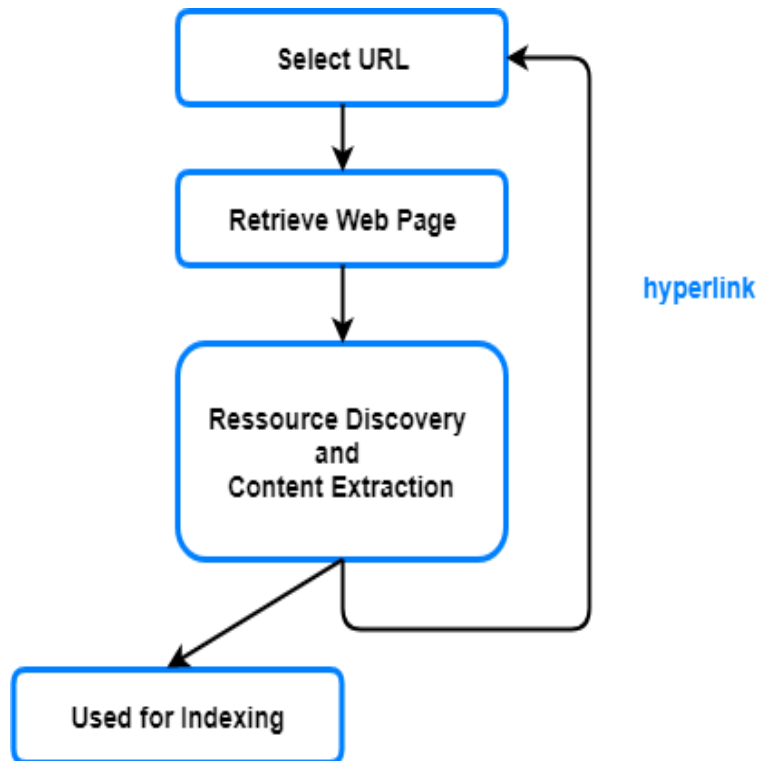 Select URL
Retrieve Web Page
hyperlink
Ressource Discovery
and
Content Extraction
Used for Indexing